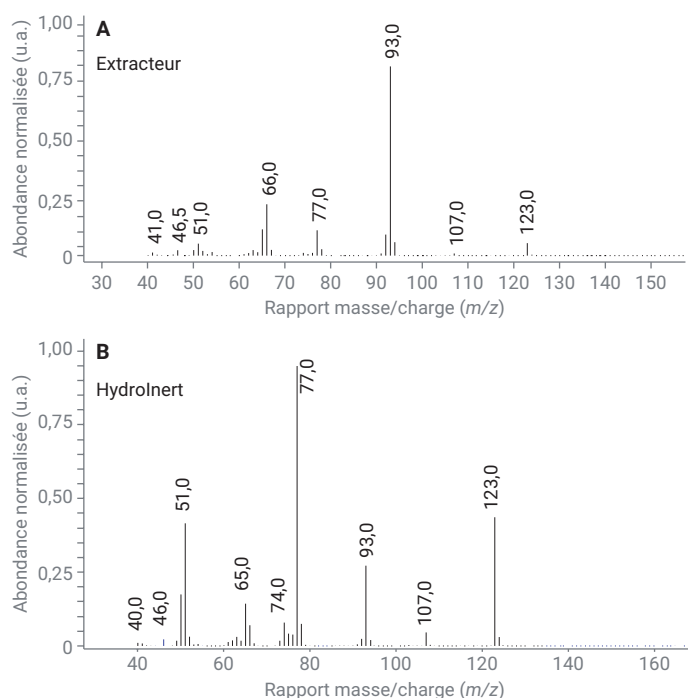 A
Extracteur
Abondance normalisée (u.a.)
1,00
0,75
0,50
0,25
0
41,0
46,5
51,0
66,0
77,0
93,0
107,0
123,0
30 40 50 60 70 80 90 100 110 120 130 140 150
Rapport masse/charge (m/z)
B
HydroInert
Abondance normalisée (u.a.)
1,00
0,75
0,50
0,25
0
40,0
46,0
51,0
65,0
74,0
77,0
93,0
107,0
123,0
40 60 80 100 120 140 160
Rapport masse/charge (m/z)